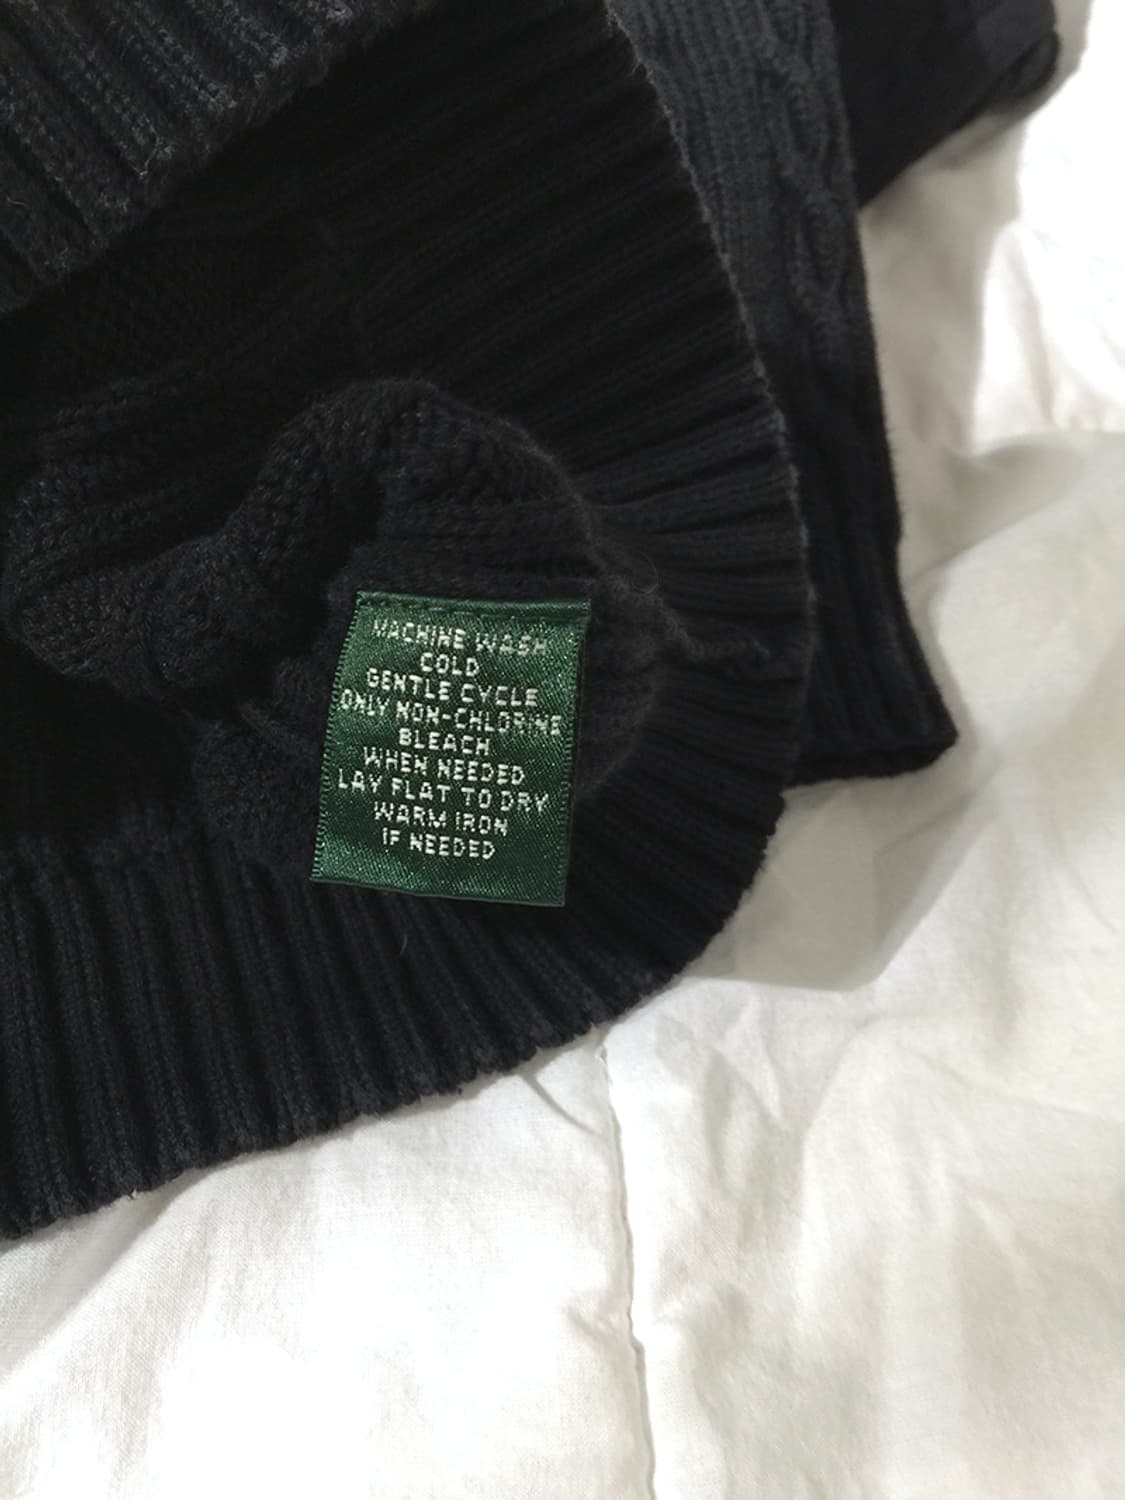 MACHINE WASH
COLD
GENTLE CYCLE
ONLY NON-CHLORINE
BLEACH
WHEN NEEDED
LAY FLAT TO DRY
WARM IRON
IF NEEDED